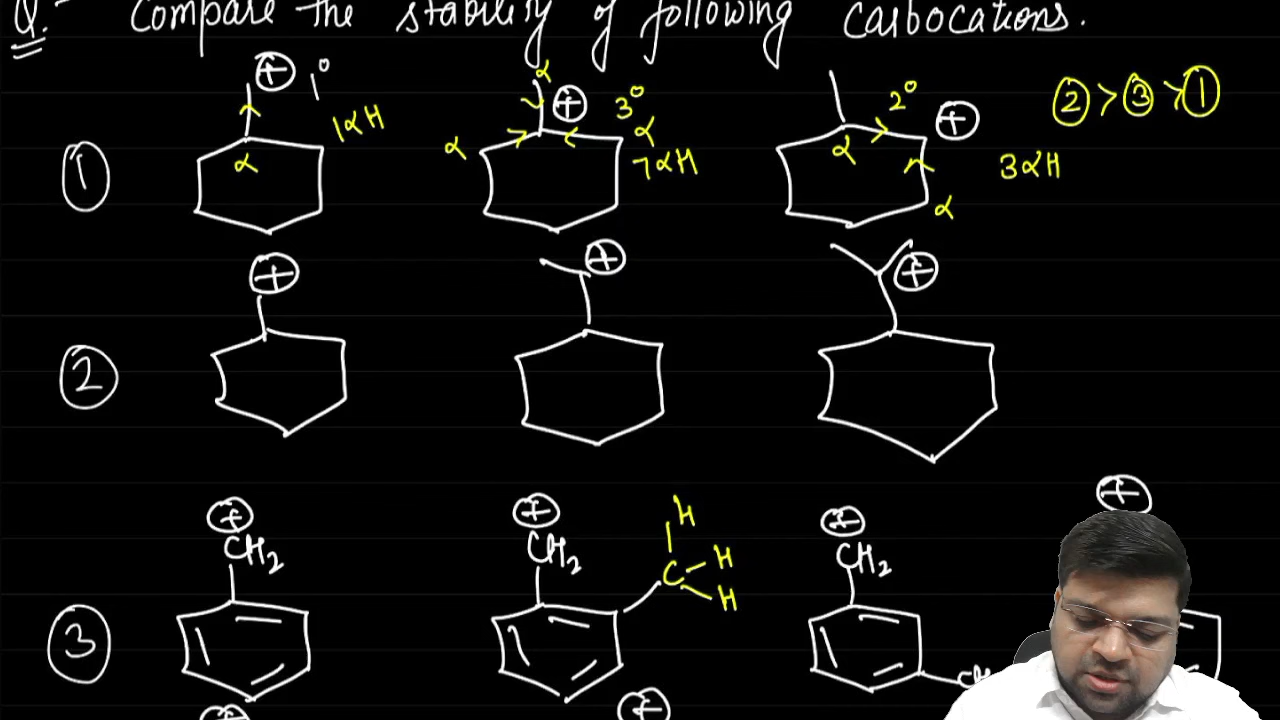 Q. Compare the stability of following Carbocations.
① + 1° 1αH α
α + 3° α α 7αH
2° + α α 3αH
② > ③ > ①
② + + +
③ + CH₂ + CH₂ C H H H + CH₂ +
+ +